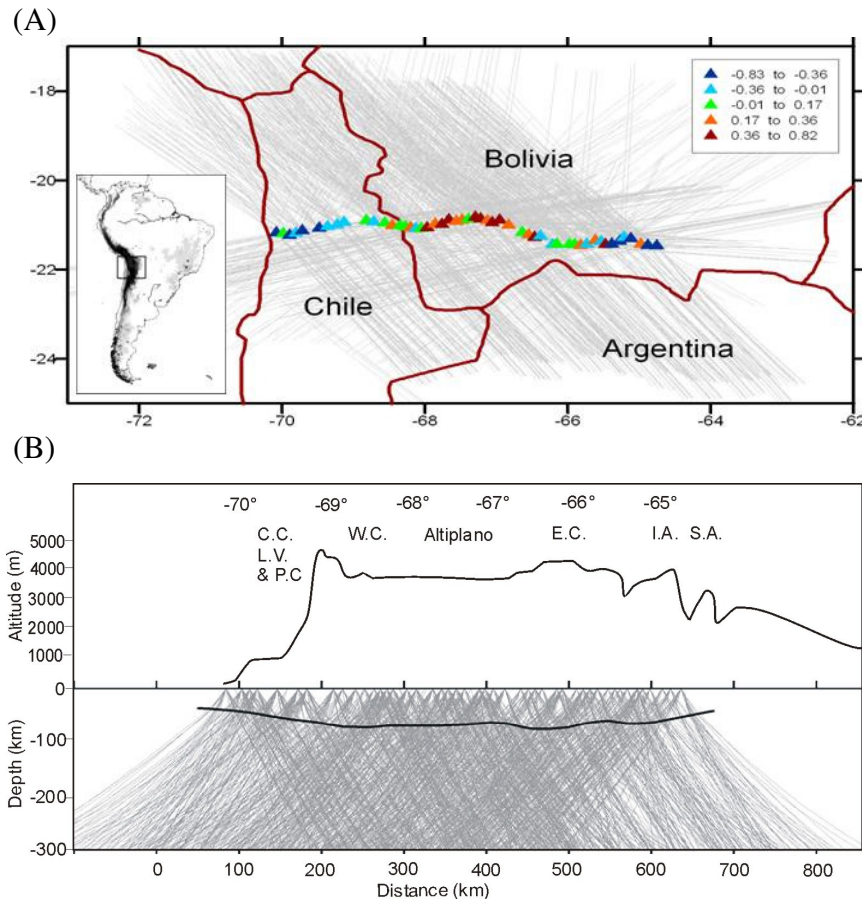 (A)
-18
-20
-22
-24
-72
-70
-68
-66
-64
-62
Bolivia
Chile
Argentina
-0.83 to -0.36
-0.36 to -0.01
-0.01 to 0.17
0.17 to 0.36
0.36 to 0.82
(B)
-70° -69° -68° -67° -66° -65°
C.C. W.C. Altiplano E.C. I.A. S.A.
L.V.
& P.C
Altitude (m)
5000
4000
3000
2000
1000
0
Depth (km)
-100
-200
-300
0 100 200 300 400 500 600 700 800
Distance (km)